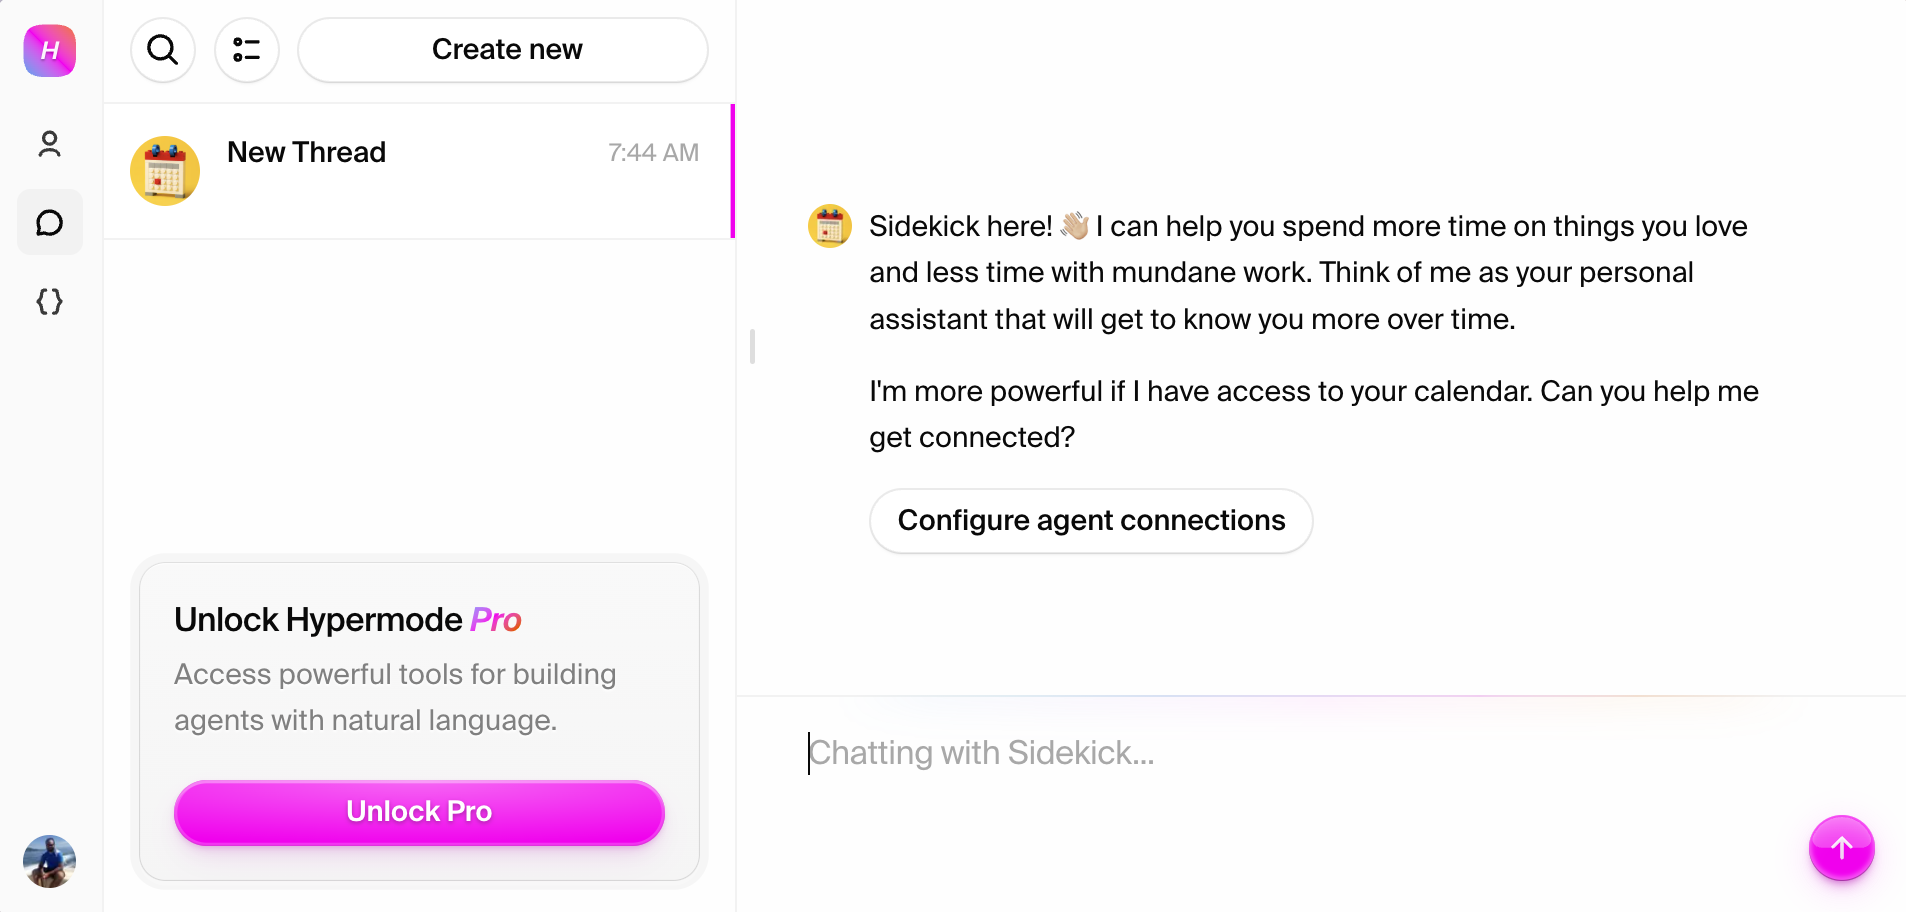 H
Create new
New Thread
7:44 AM
Unlock Hypermode Pro
Access powerful tools for building
agents with natural language.
Unlock Pro
Sidekick here! 👋🏼 I can help you spend more time on things you love
and less time with mundane work. Think of me as your personal
assistant that will get to know you more over time.
I'm more powerful if I have access to your calendar. Can you help me
get connected?
Configure agent connections
Chatting with Sidekick...